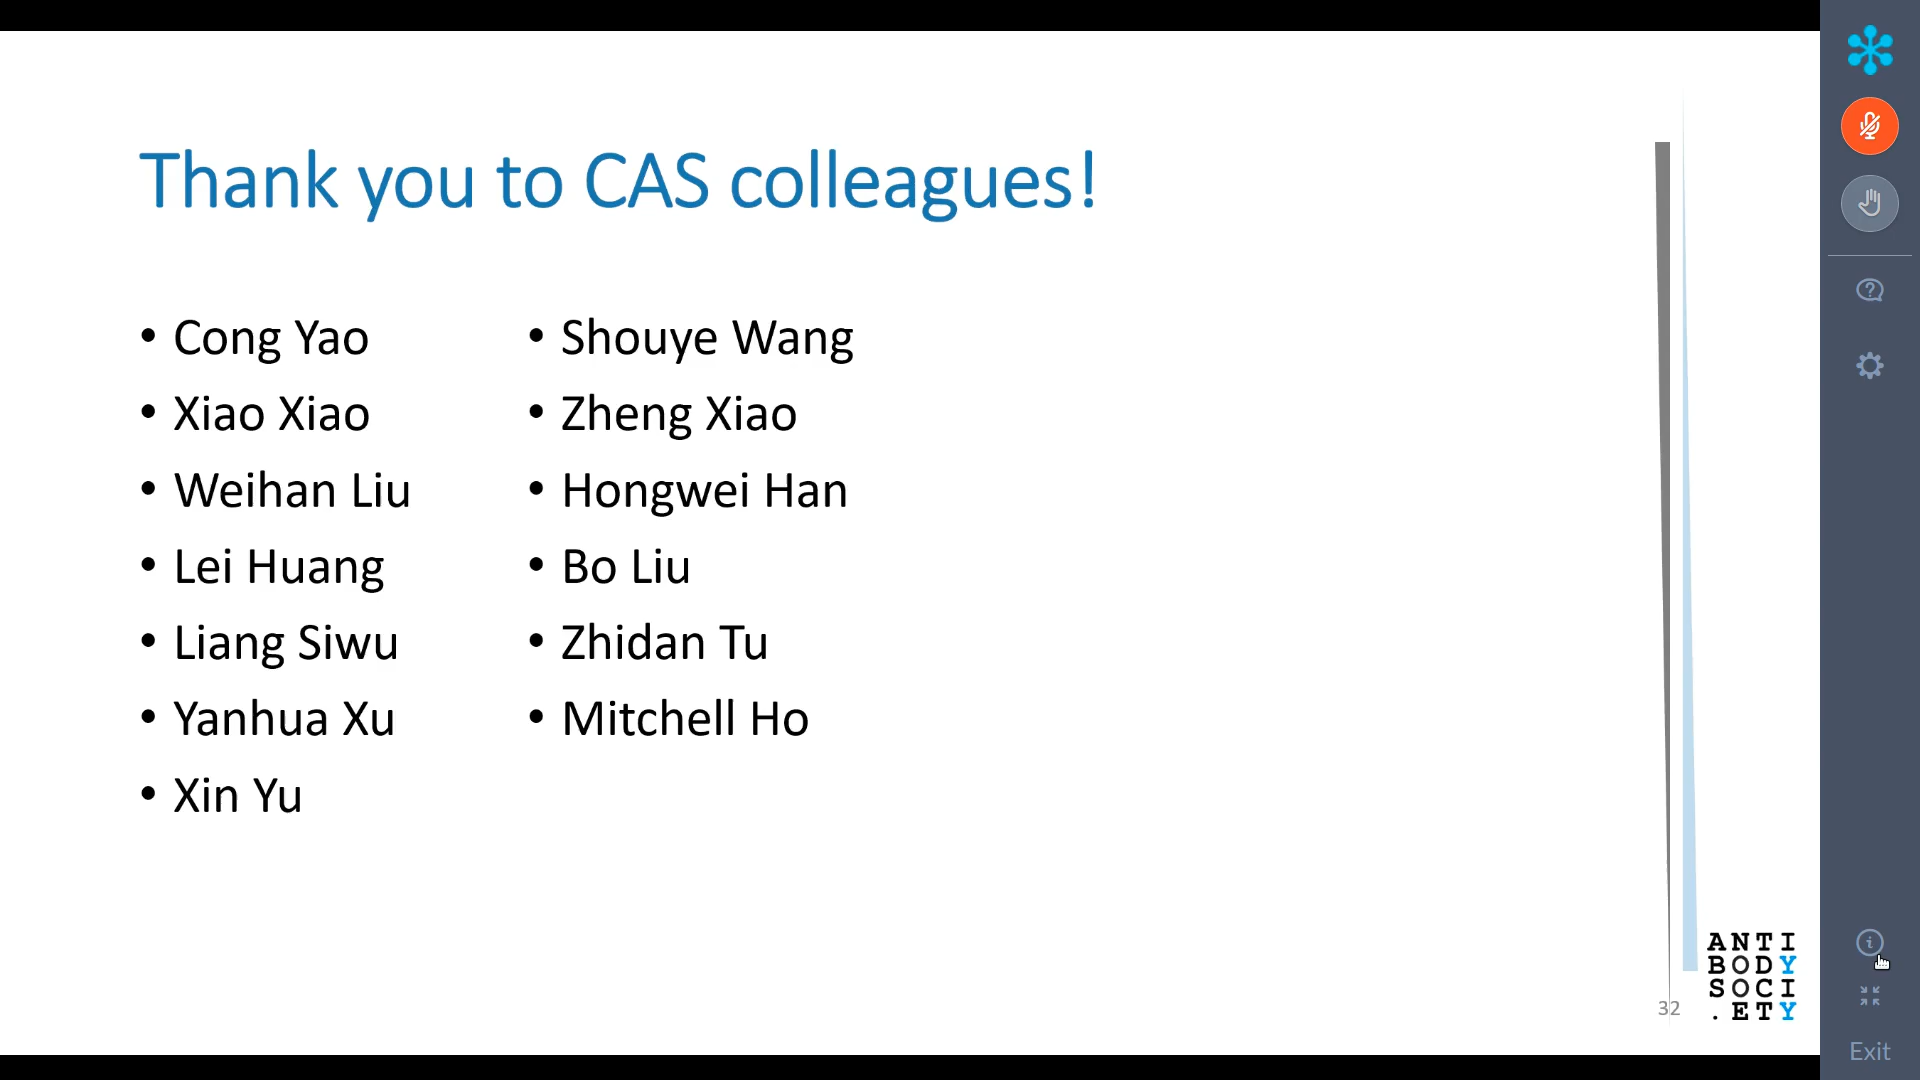 Thank you to CAS colleagues!
• Cong Yao
• Xiao Xiao
• Weihan Liu
• Lei Huang
• Liang Siwu
• Yanhua Xu
• Xin Yu
• Shouye Wang
• Zheng Xiao
• Hongwei Han
• Bo Liu
• Zhidan Tu
• Mitchell Ho
32
ANTI
BODY
SOCI
.ETY
Exit